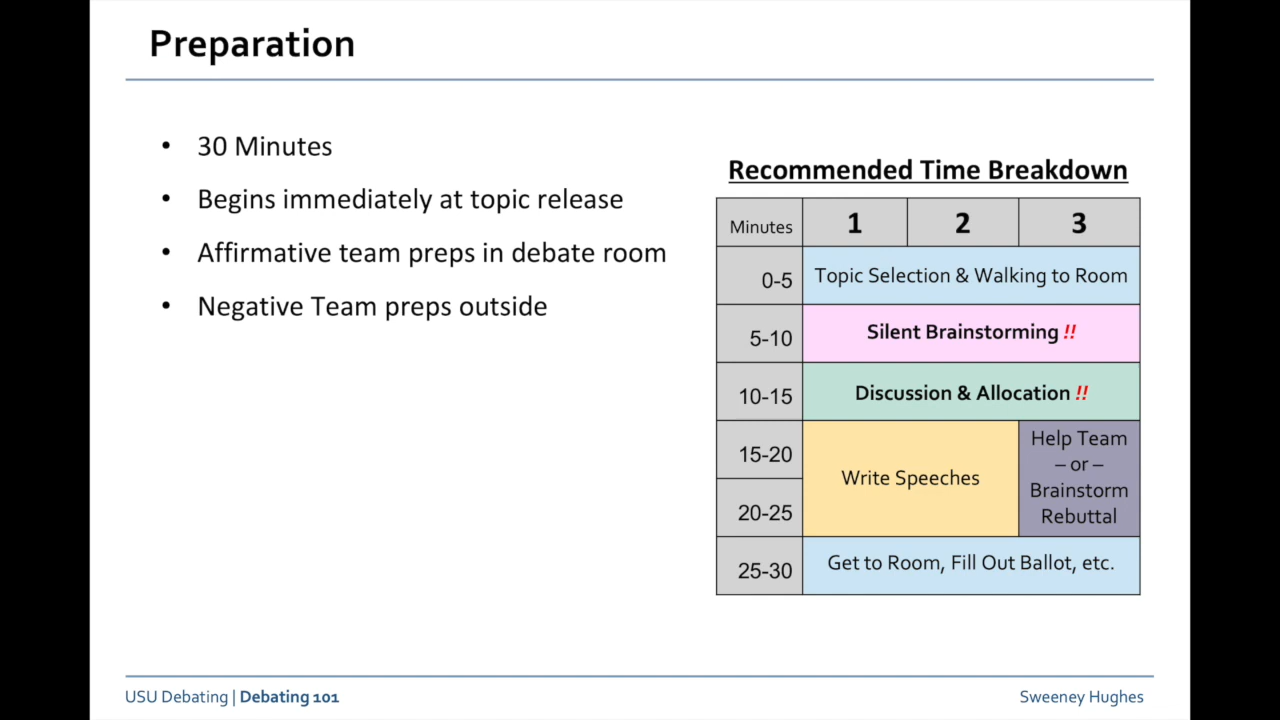 Preparation
• 30 Minutes
• Begins immediately at topic release
• Affirmative team preps in debate room
• Negative Team preps outside
Recommended Time Breakdown
Minutes 1 2 3
0-5 Topic Selection & Walking to Room
5-10 Silent Brainstorming !!
10-15 Discussion & Allocation !!
15-20
20-25
Write Speeches
Help Team
– or –
Brainstorm
Rebuttal
25-30 Get to Room, Fill Out Ballot, etc.
USU Debating | Debating 101
Sweeney Hughes